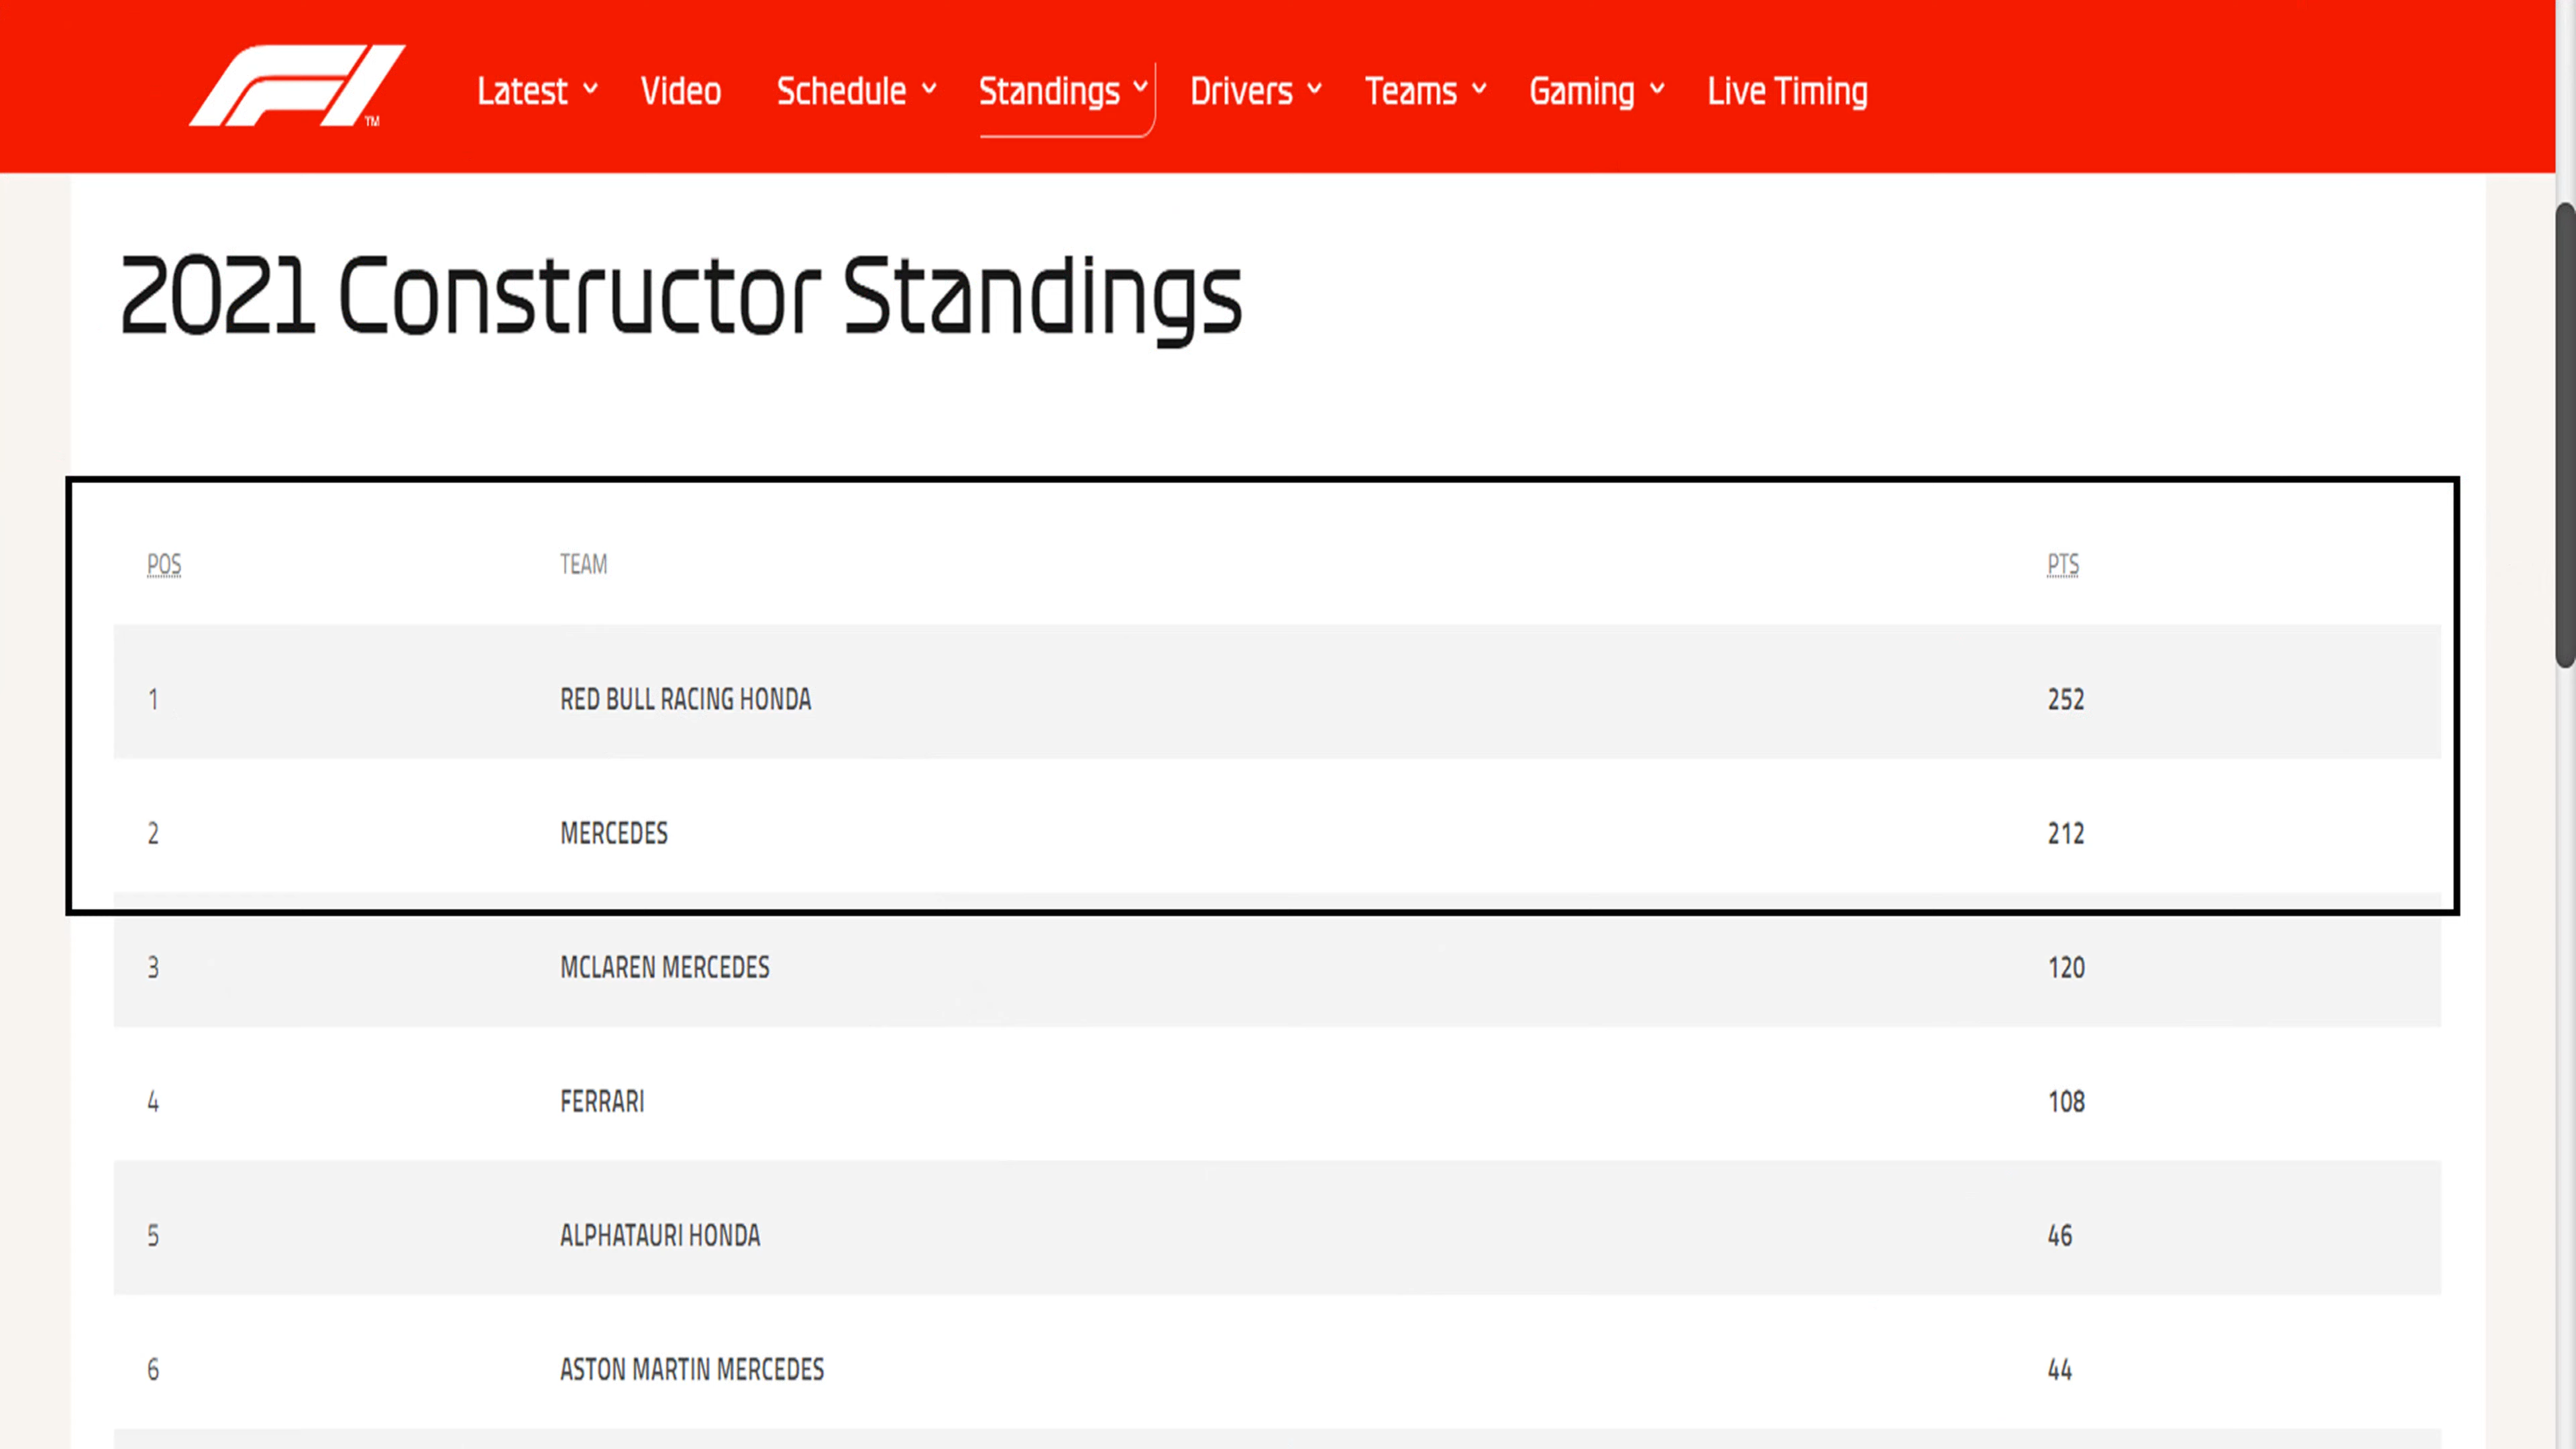 F1 TM Latest Video Schedule Standings Drivers Teams Gaming Live Timing
2021 Constructor Standings
POS TEAM PTS
1 RED BULL RACING HONDA 252
2 MERCEDES 212
3 MCLAREN MERCEDES 120
4 FERRARI 108
5 ALPHATAURI HONDA 46
6 ASTON MARTIN MERCEDES 44